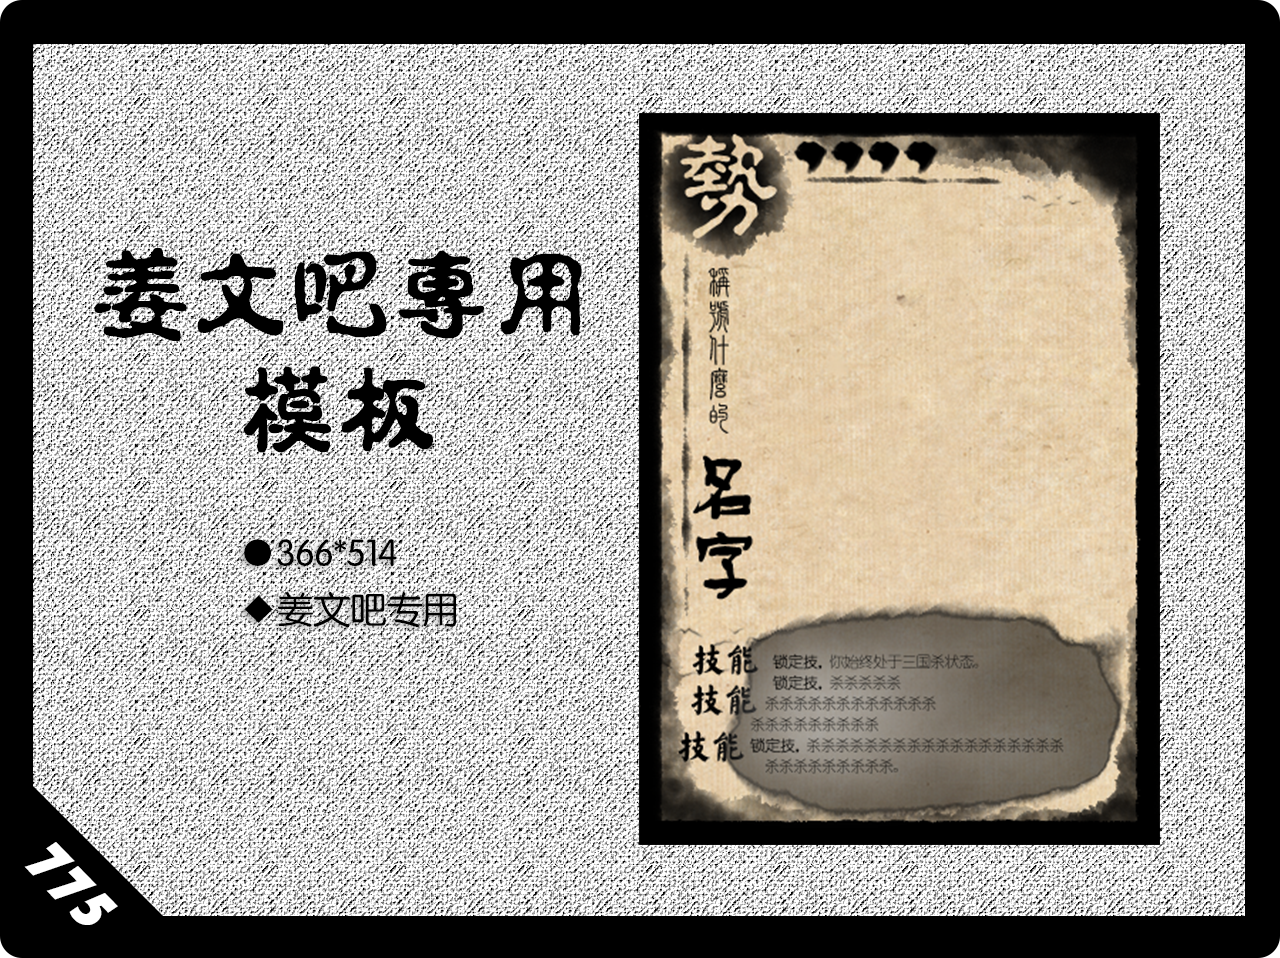 姜文吧專用
模板
●366*514
◆姜文吧专用
775
勢
稱號什麼的
名字
技能 锁定技，你始终处于三国杀状态。
技能 锁定技，杀杀杀杀杀
杀杀杀杀杀杀杀杀杀杀杀杀
杀杀杀杀杀杀杀杀杀
技能 锁定技，杀杀杀杀杀杀杀杀杀杀杀杀杀杀杀杀杀杀
杀杀杀杀杀杀杀杀杀。